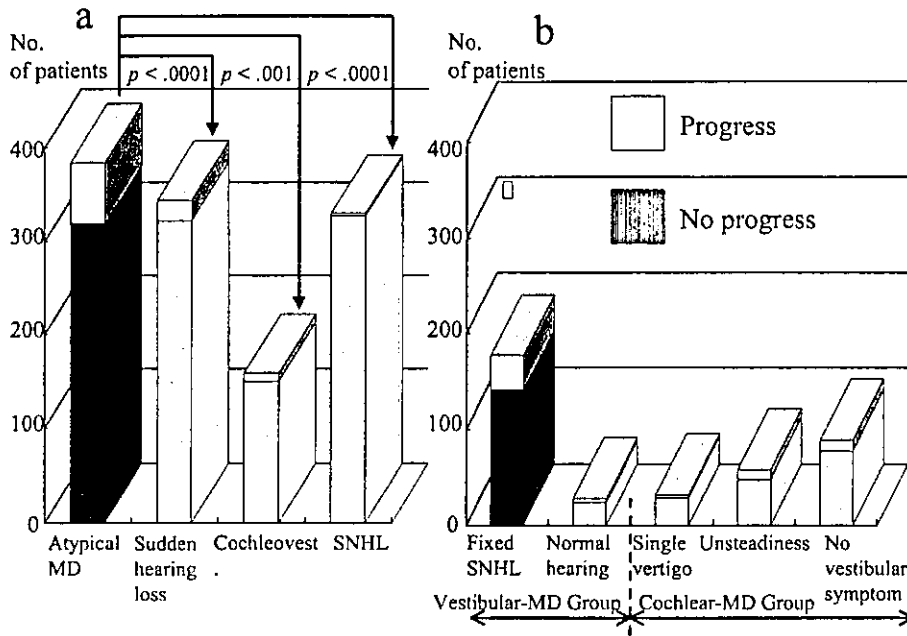 a
No.
of patients
p < .0001
p < .001
p < .0001
400
300
200
100
0
Atypical
MD
Sudden
hearing
loss
Cochleovest
.
SNHL
b
No.
of patients
Progress
No progress
400
300
200
100
0
Fixed
SNHL
Normal
hearing
Single
vertigo
Unsteadiness
No
vestibular
symptom
Vestibular-MD Group
Cochlear-MD Group